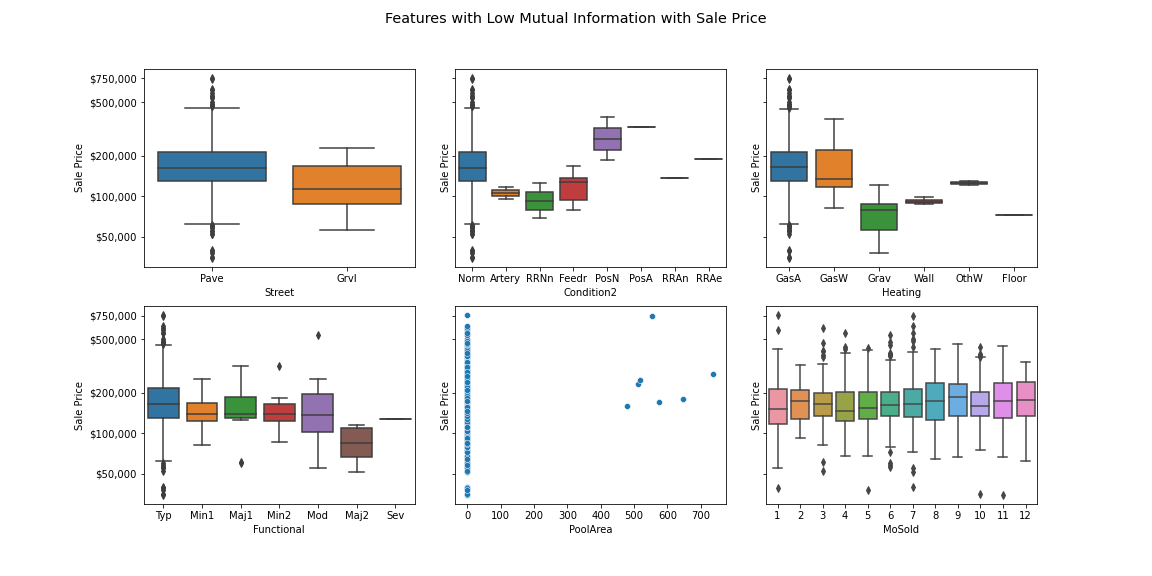 Features with Low Mutual Information with Sale Price
$750,000
$500,000
$200,000
$100,000
$50,000
Sale Price
Pave Grvl
Street
Sale Price
Norm Artery RRNn Feedr PosN PosA RRAn RRAe
Condition2
Sale Price
GasA GasW Grav Wall OthW Floor
Heating
$750,000
$500,000
$200,000
$100,000
$50,000
Sale Price
Typ Min1 Maj1 Min2 Mod Maj2 Sev
Functional
Sale Price
0 100 200 300 400 500 600 700
PoolArea
Sale Price
1 2 3 4 5 6 7 8 9 10 11 12
MoSold